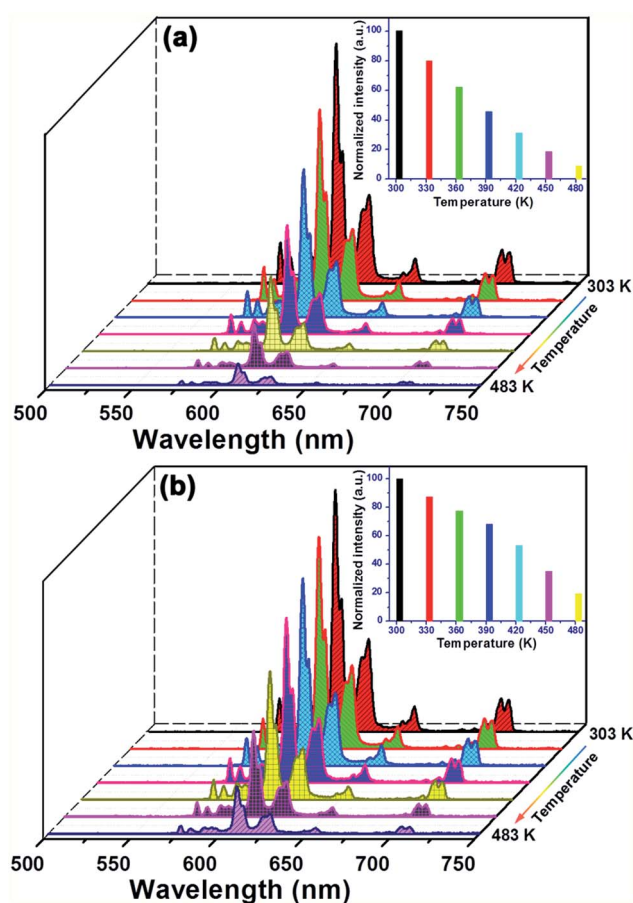 (a)
Normalized intensity (a.u.)
100
80
60
40
20
0
300 330 360 390 420 450 480
Temperature (K)
303 K
Temperature
483 K
500 550 600 650 700 750
Wavelength (nm)
(b)
Normalized intensity (a.u.)
100
80
60
40
20
0
300 330 360 390 420 450 480
Temperature (K)
303 K
Temperature
483 K
500 550 600 650 700 750
Wavelength (nm)